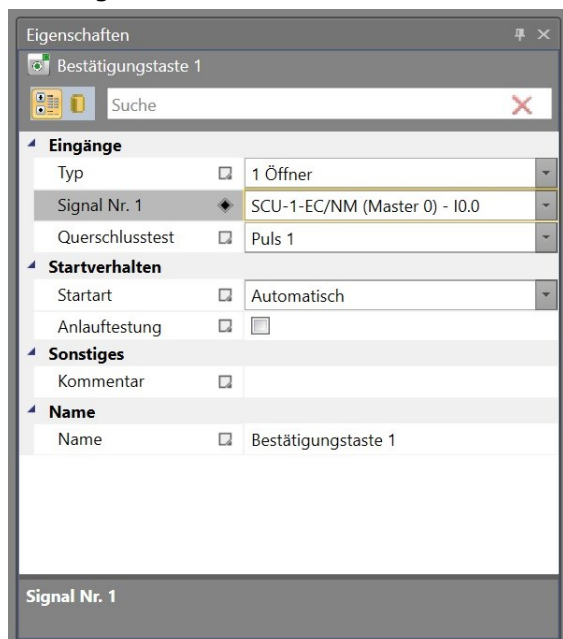 Eigenschaften
Bestätigungstaste 1
Suche
Eingänge
Typ 1 Öffner
Signal Nr. 1 SCU-1-EC/NM (Master 0) - I0.0
Querschlusstest Puls 1
Startverhalten
Startart Automatisch
Anlauftestung
Sonstiges
Kommentar
Name
Name Bestätigungstaste 1
Signal Nr. 1